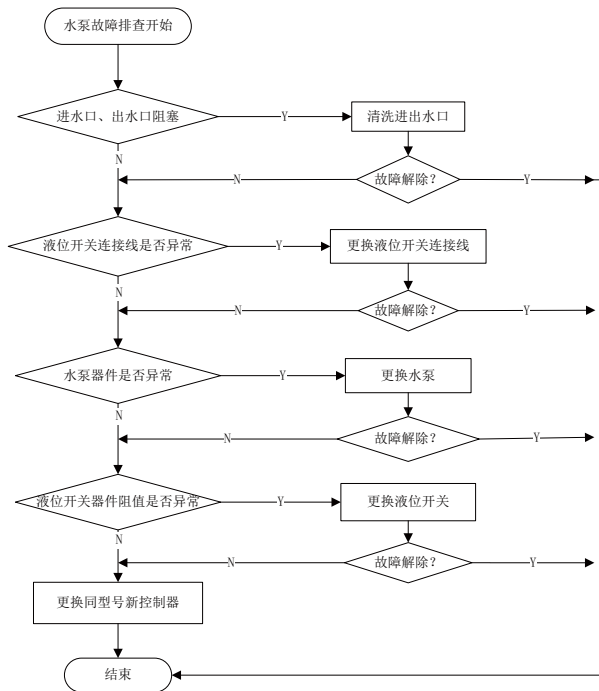 水泵故障排查开始
进水口、出水口阻塞
Y
清洗进出水口
N
N
故障解除？
Y
液位开关连接线是否异常
Y
更换液位开关连接线
N
N
故障解除？
Y
水泵器件是否异常
Y
更换水泵
N
N
故障解除？
Y
液位开关器件阻值是否异常
Y
更换液位开关
N
N
故障解除？
Y
更换同型号新控制器
结束